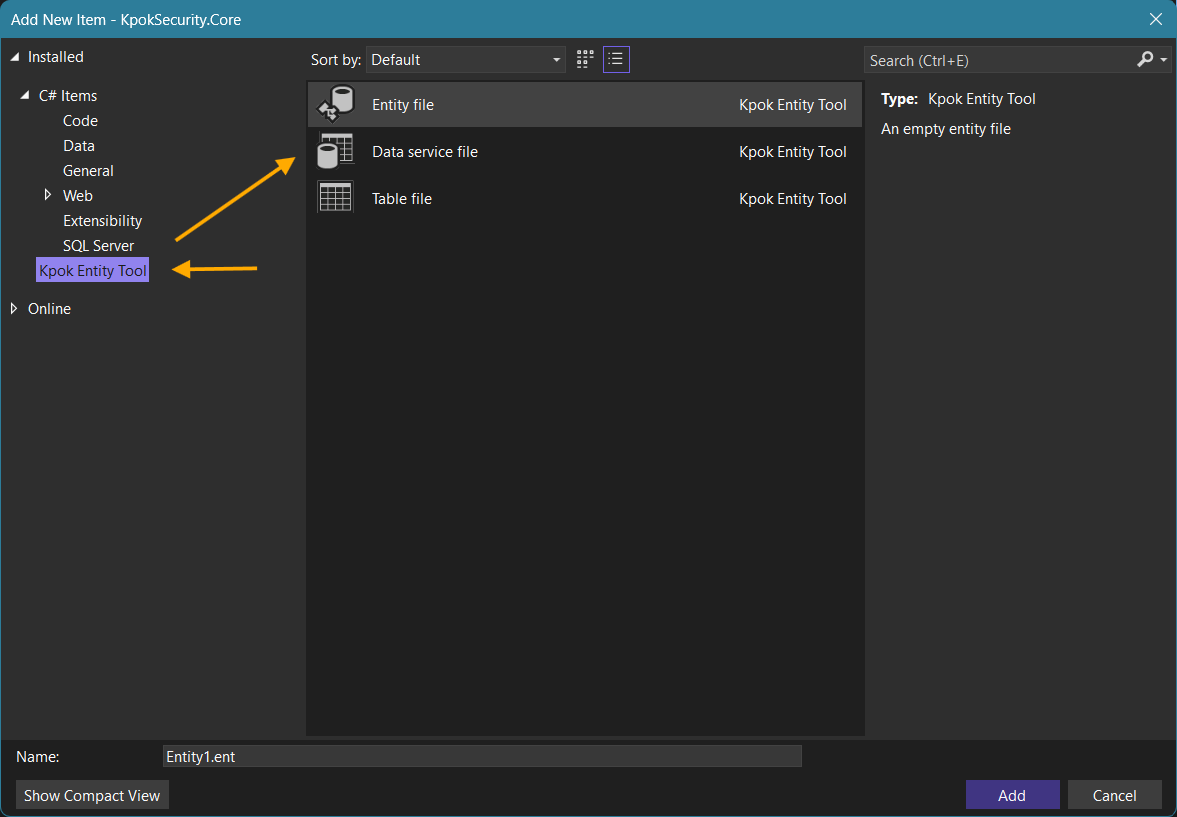 Add New Item - KpokSecurity.Core
Installed
C# Items
Code
Data
General
Web
Extensibility
SQL Server
Kpok Entity Tool
Online
Sort by: Default
Entity file Kpok Entity Tool
Data service file Kpok Entity Tool
Table file Kpok Entity Tool
Search (Ctrl+E)
Type: Kpok Entity Tool
An empty entity file
Name: Entity1.ent
Show Compact View
Add Cancel